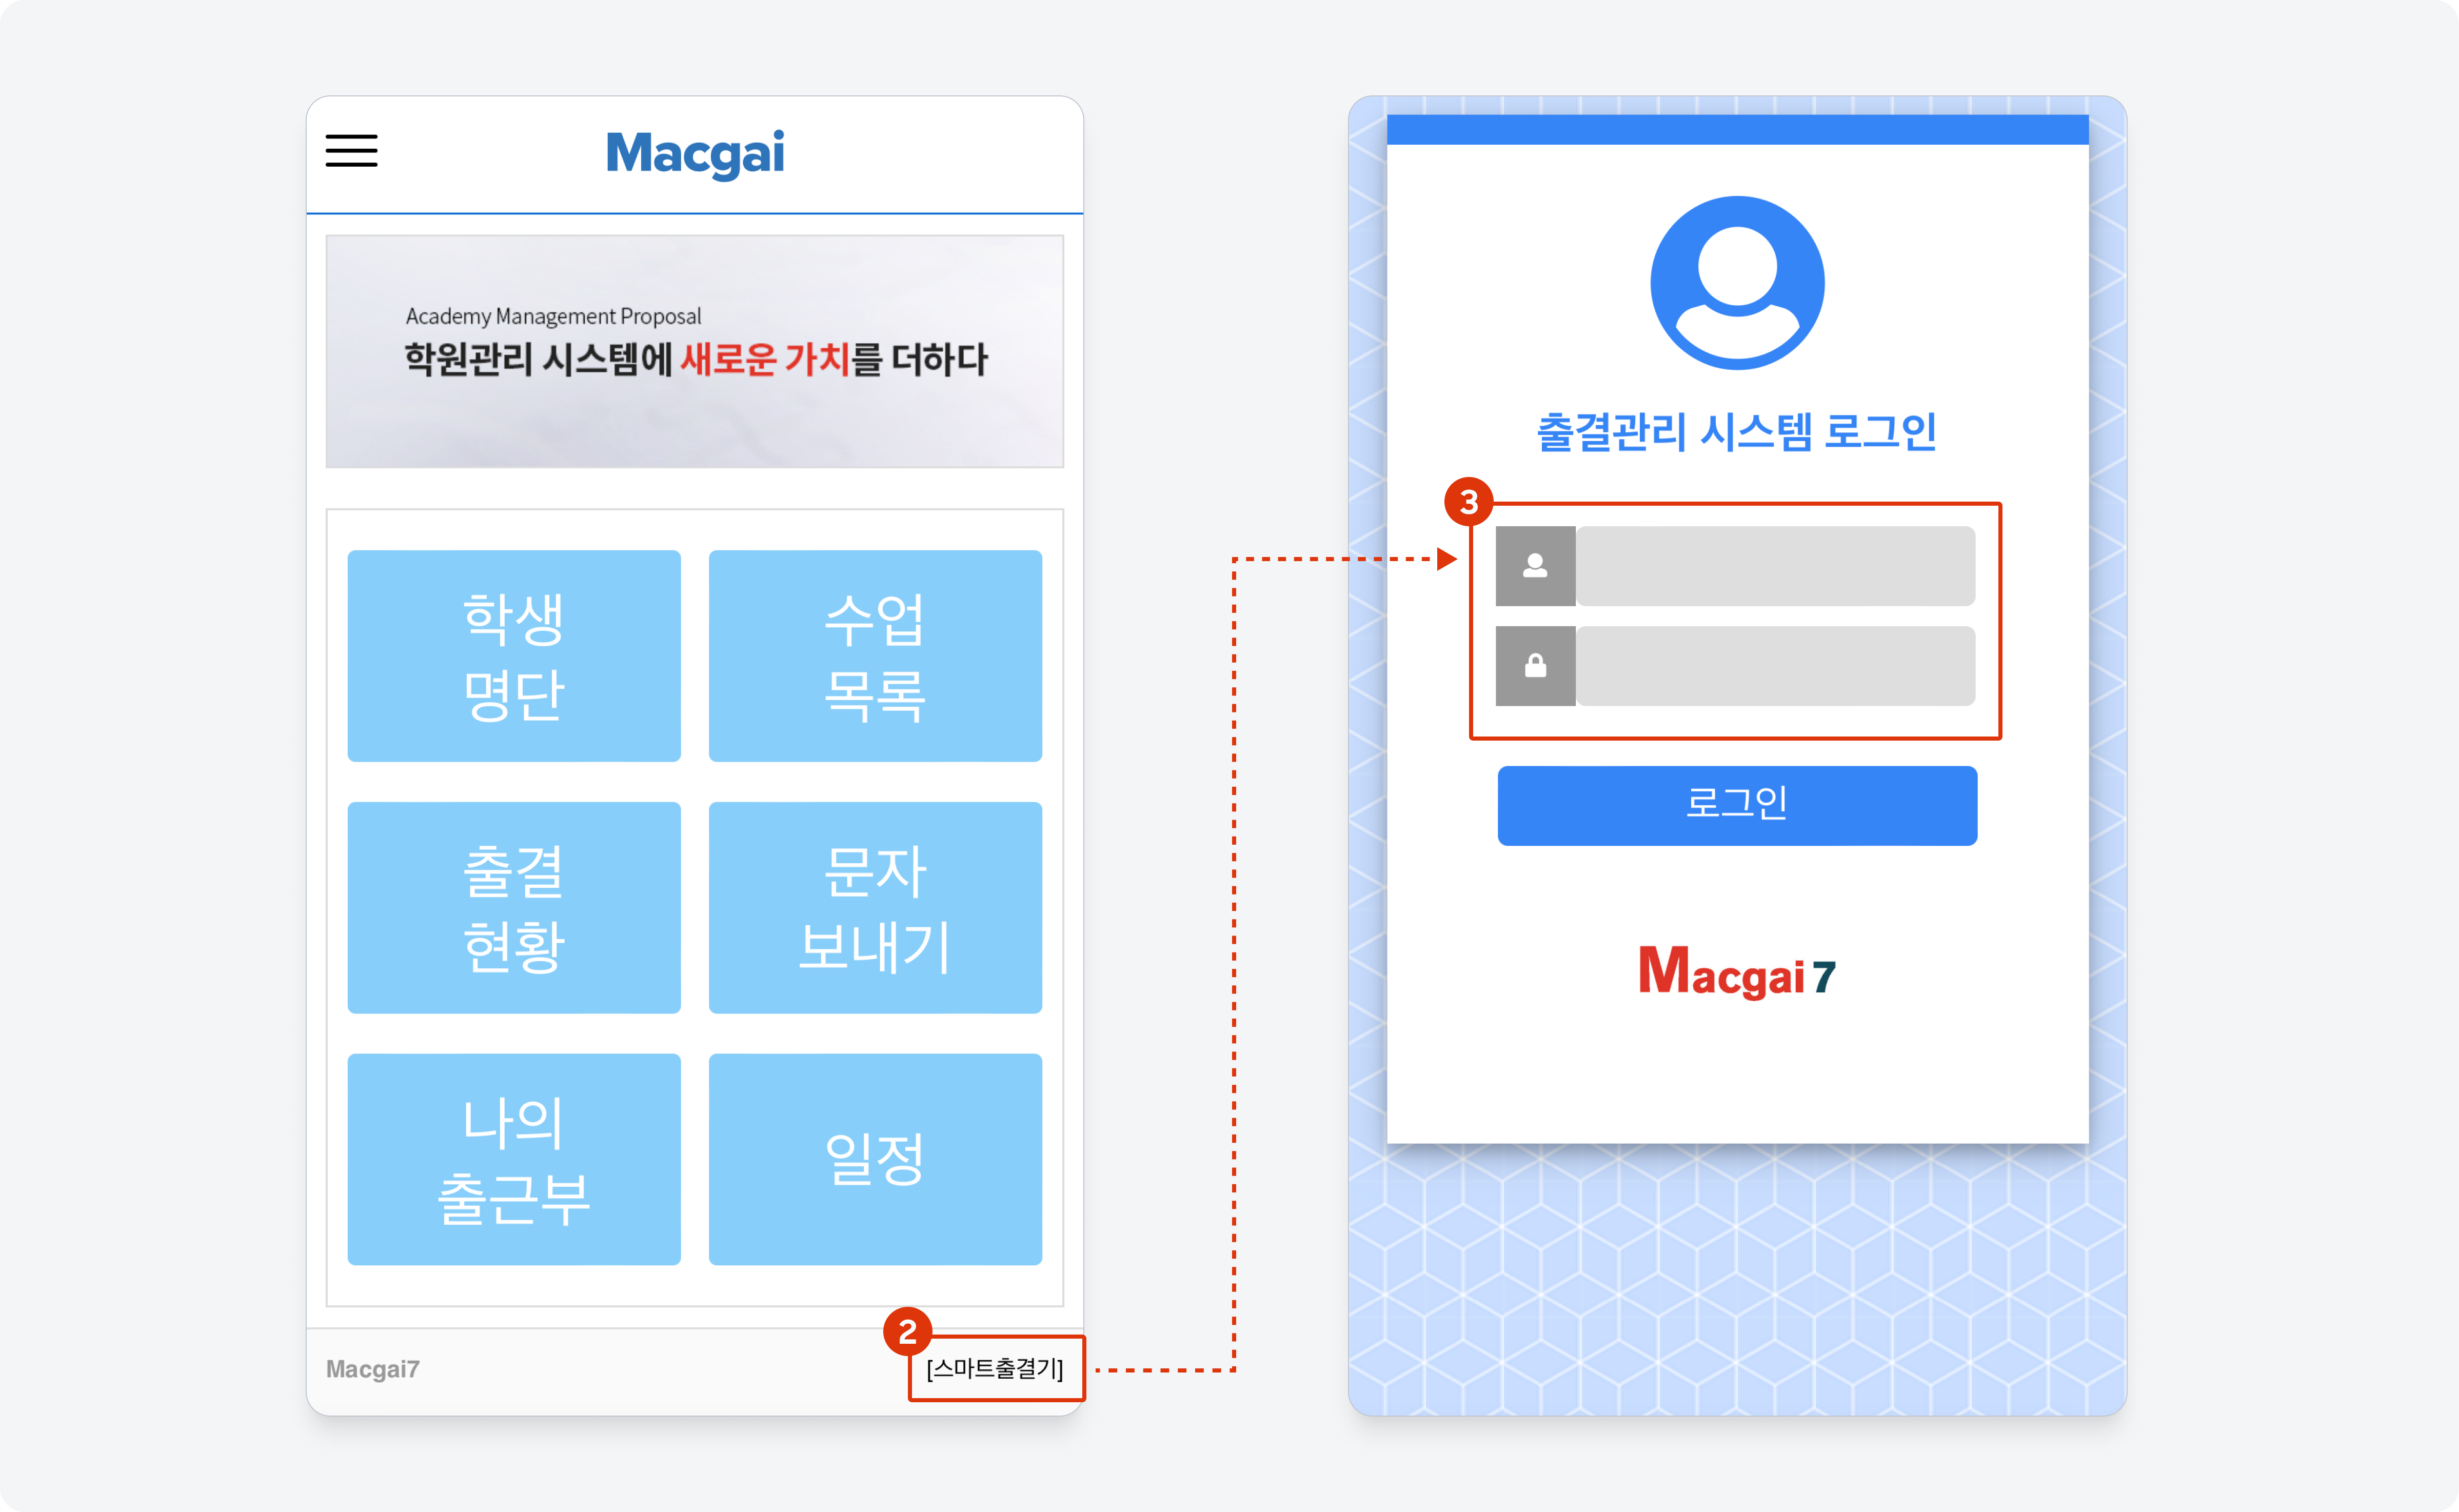 Macgai
Academy Management Proposal
학원관리 시스템에 새로운 가치를 더하다
학생
명단
수업
목록
출결
현황
문자
보내기
나의
출근부
일정
Macgai7
2
[스마트출결기]
출결관리 시스템 로그인
3
로그인
Macgai 7